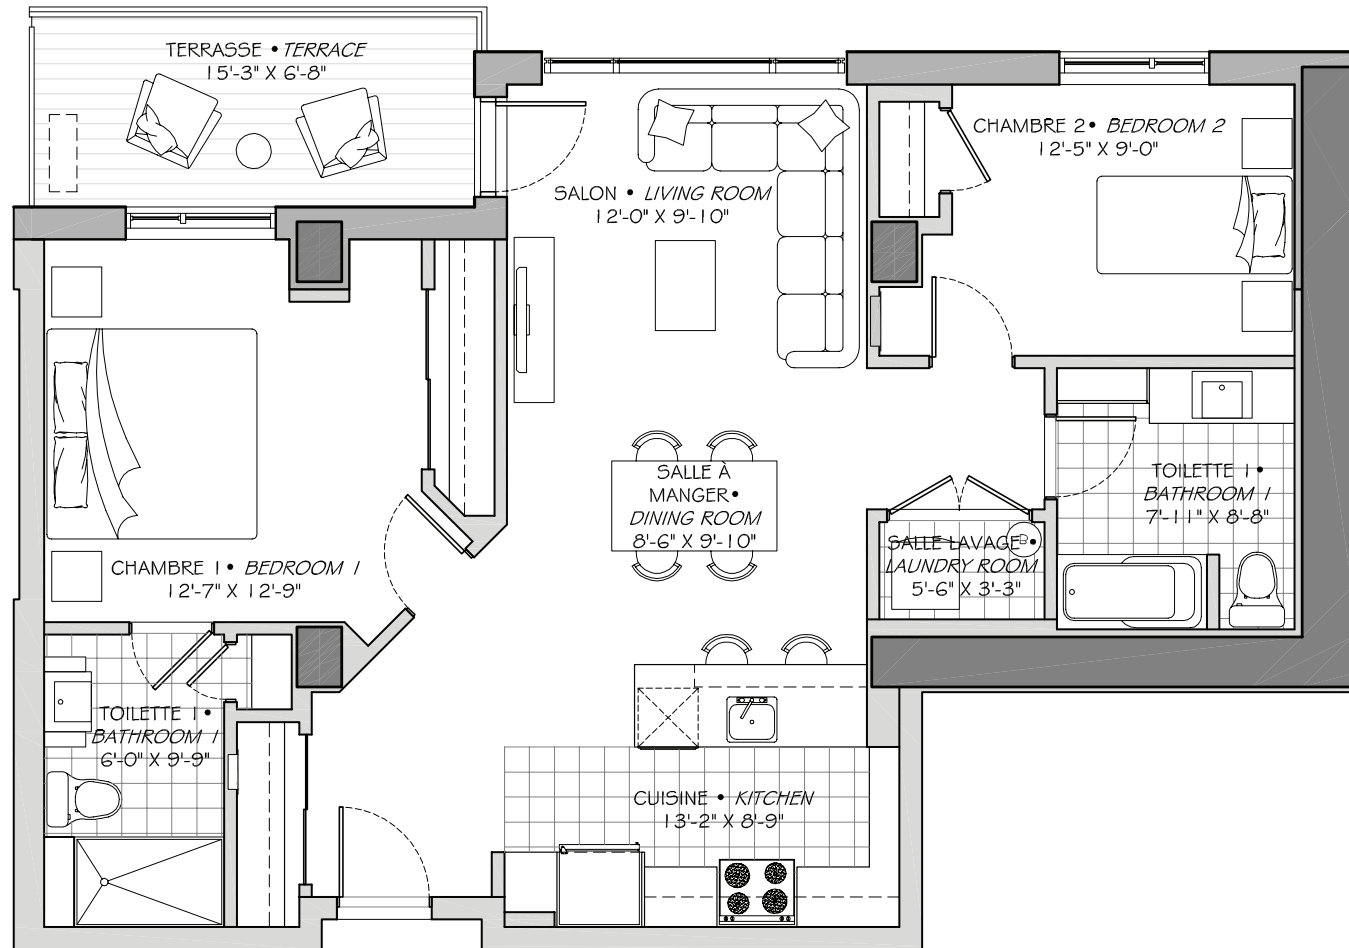 TERRASSE • TERRACE
15'-3" X 6'-8"
CHAMBRE 2• BEDROOM 2
12'-5" X 9'-0"
SALON • LIVING ROOM
12'-0" X 9'-10"
SALLE À
MANGER•
DINING ROOM
8'-6" X 9'-10"
TOILETTE 1•
BATHROOM 1
7'-11" X 8'-8"
SALLE LAVAGE•
LAUNDRY ROOM
5'-6" X 3'-3"
B
CHAMBRE 1• BEDROOM 1
12'-7" X 12'-9"
TOILETTE 1•
BATHROOM 1
6'-0" X 9'-9"
CUISINE • KITCHEN
13'-2" X 8'-9"